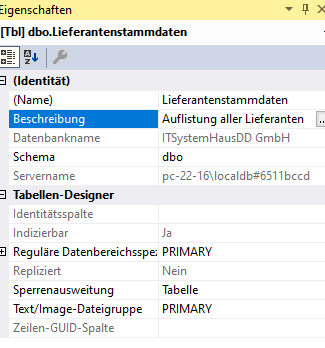 Eigenschaften
[Tbl] dbo.Lieferantenstammdaten
(Identität)
(Name) Lieferantenstammdaten
Beschreibung Auflistung aller Lieferanten ...
Datenbankname ITSystemHausDD GmbH
Schema dbo
Servername pc-22-16\localdb#6511bccd
Tabellen-Designer
Identitätsspalte
Indizierbar Ja
Reguläre Datenbereichsspez PRIMARY
Repliziert Nein
Sperrenausweitung Tabelle
Text/Image-Dateigruppe PRIMARY
Zeilen-GUID-Spalte